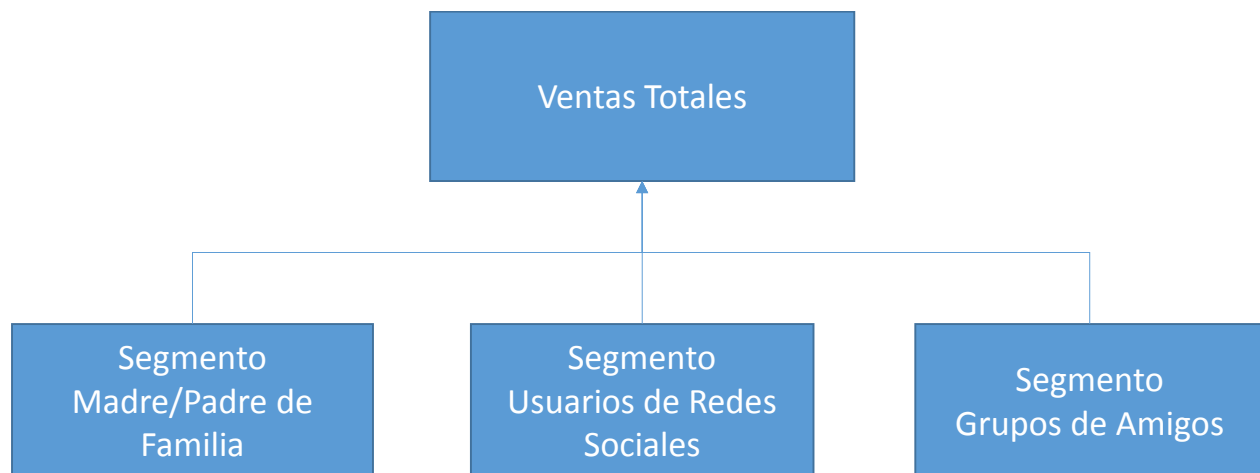 Ventas Totales
Segmento
Madre/Padre de
Familia
Segmento
Usuarios de Redes
Sociales
Segmento
Grupos de Amigos